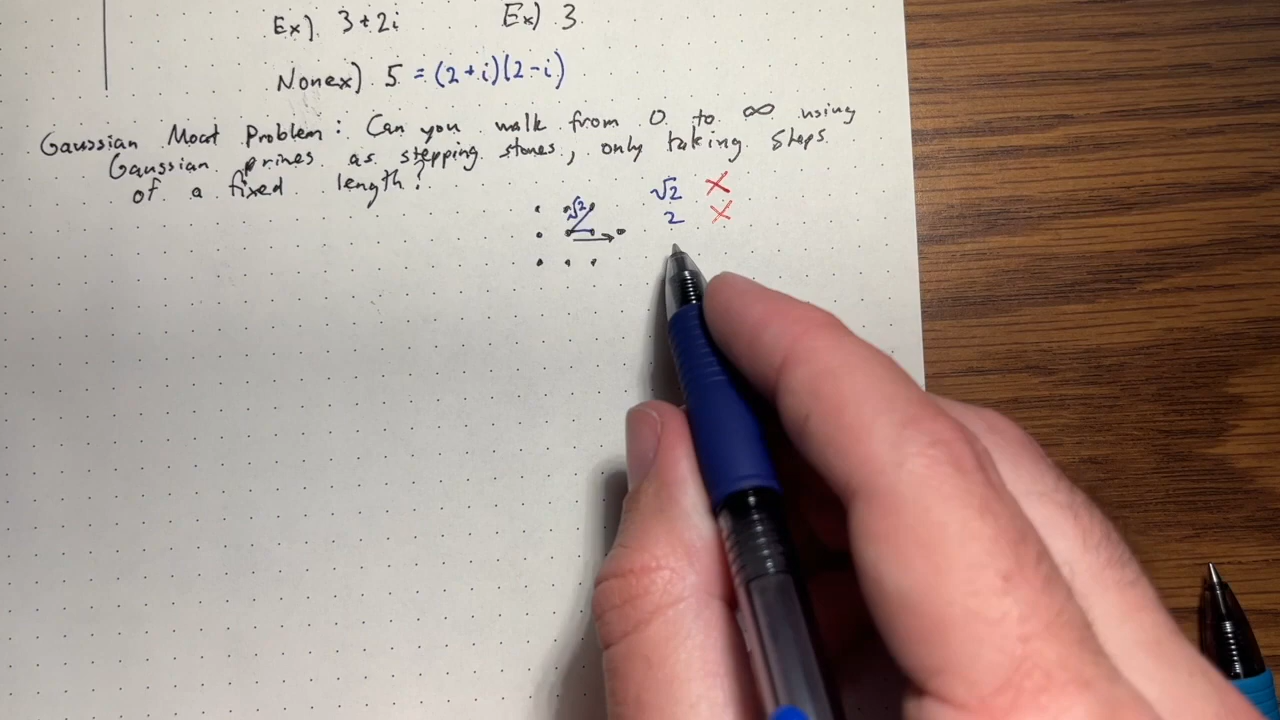 Ex) 3+2i Ex) 3
Nonex) 5 = (2+i)(2-i)
Gaussian Moat Problem: Can you walk from 0 to ∞ using
Gaussian primes as stepping stones, only taking steps
of a fixed length?
√2 √2 ×
2 ×